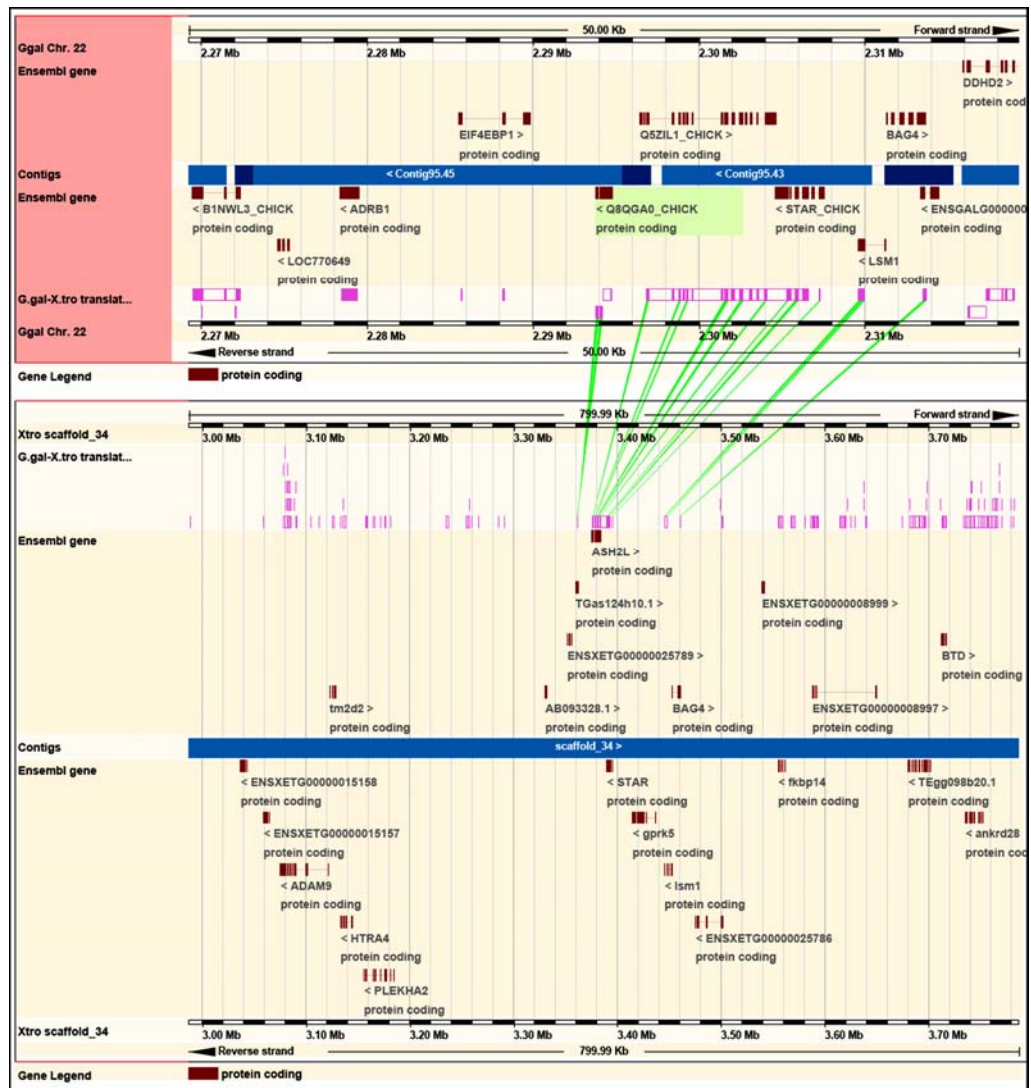 50.00 Kb Forward strand
Ggal Chr. 22 2.27 Mb 2.28 Mb 2.29 Mb 2.30 Mb 2.31 Mb
Ensembl gene
DDHD2 >
protein cod
EIF4EBP1 > Q5ZIL1_CHICK > BAG4 >
protein coding protein coding protein coding
Contigs < Contig95.45 < Contig95.43
Ensembl gene
< B1NWL3_CHICK < ADRB1 < Q8QGA0_CHICK < STAR_CHICK < ENSGALG000000
protein coding protein coding protein coding protein coding protein coding
< LOC770649 < LSM1
protein coding protein coding
G.gal-X.tro translat...
Ggal Chr. 22 2.27 Mb 2.28 Mb 2.29 Mb 2.30 Mb 2.31 Mb
Reverse strand 50.00 Kb
Gene Legend protein coding
799.99 Kb Forward strand
Xtro scaffold_34 3.00 Mb 3.10 Mb 3.20 Mb 3.30 Mb 3.40 Mb 3.50 Mb 3.60 Mb 3.70 Mb
G.gal-X.tro translat...
Ensembl gene
ASH2L >
protein coding
TGas124h10.1 > ENSXETG00000008999 >
protein coding protein coding
ENSXETG00000025789 > BTD >
protein coding protein coding
tm2d2 > AB093328.1 > BAG4 > ENSXETG00000008997 >
protein coding protein coding protein coding protein coding
Contigs scaffold_34 >
Ensembl gene
< ENSXETG00000015158 < STAR < fkbp14 < TEgg098b20.1
protein coding protein coding protein coding protein coding
< ENSXETG00000015157 < gprk5 < ankrd28
protein coding protein coding protein cod
< ADAM9 < lsm1
protein coding protein coding
< HTRA4 < ENSXETG00000025786
protein coding protein coding
< PLEKHA2
protein coding
Xtro scaffold_34 3.00 Mb 3.10 Mb 3.20 Mb 3.30 Mb 3.40 Mb 3.50 Mb 3.60 Mb 3.70 Mb
Reverse strand 799.99 Kb
Gene Legend protein coding